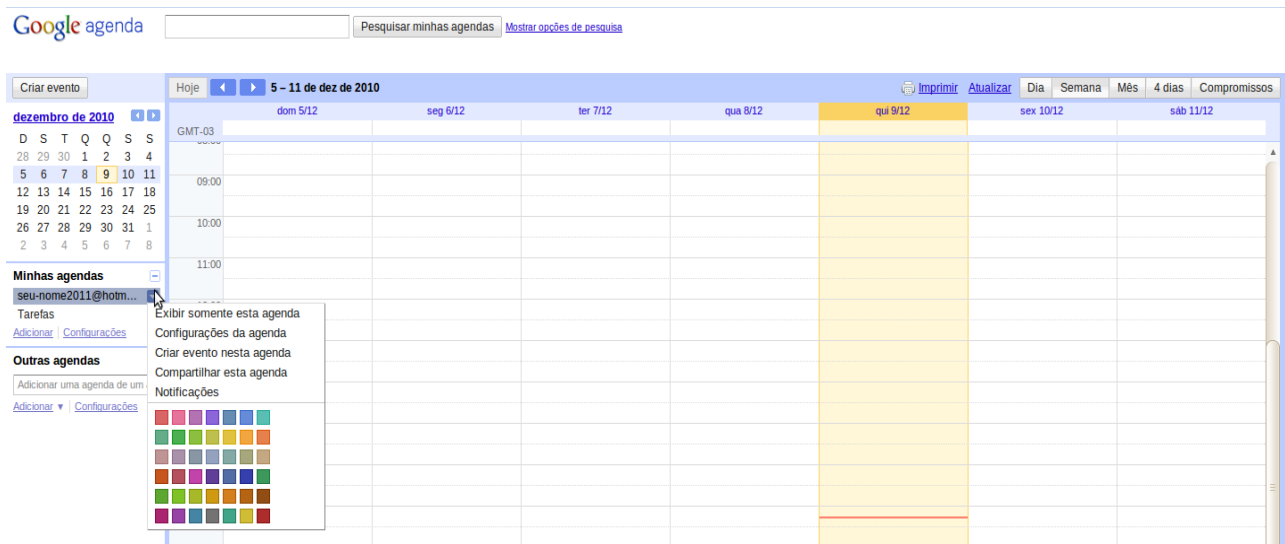 Google agenda
Pesquisar minhas agendas Mostrar opções de pesquisa
Criar evento
Hoje 5 – 11 de dez de 2010 Imprimir Atualizar Dia Semana Mês 4 dias Compromissos
dezembro de 2010
D S T Q Q S S
28 29 30 1 2 3 4
5 6 7 8 9 10 11
12 13 14 15 16 17 18
19 20 21 22 23 24 25
26 27 28 29 30 31 1
2 3 4 5 6 7 8
Minhas agendas
seu-nome2011@hotm...
Tarefas
Adicionar Configurações
Outras agendas
Adicionar uma agenda de um
Adicionar ▼ Configurações
Exibir somente esta agenda
Configurações da agenda
Criar evento nesta agenda
Compartilhar esta agenda
Notificações
dom 5/12 seg 6/12 ter 7/12 qua 8/12 qui 9/12 sex 10/12 sáb 11/12
GMT-03
09:00
10:00
11:00